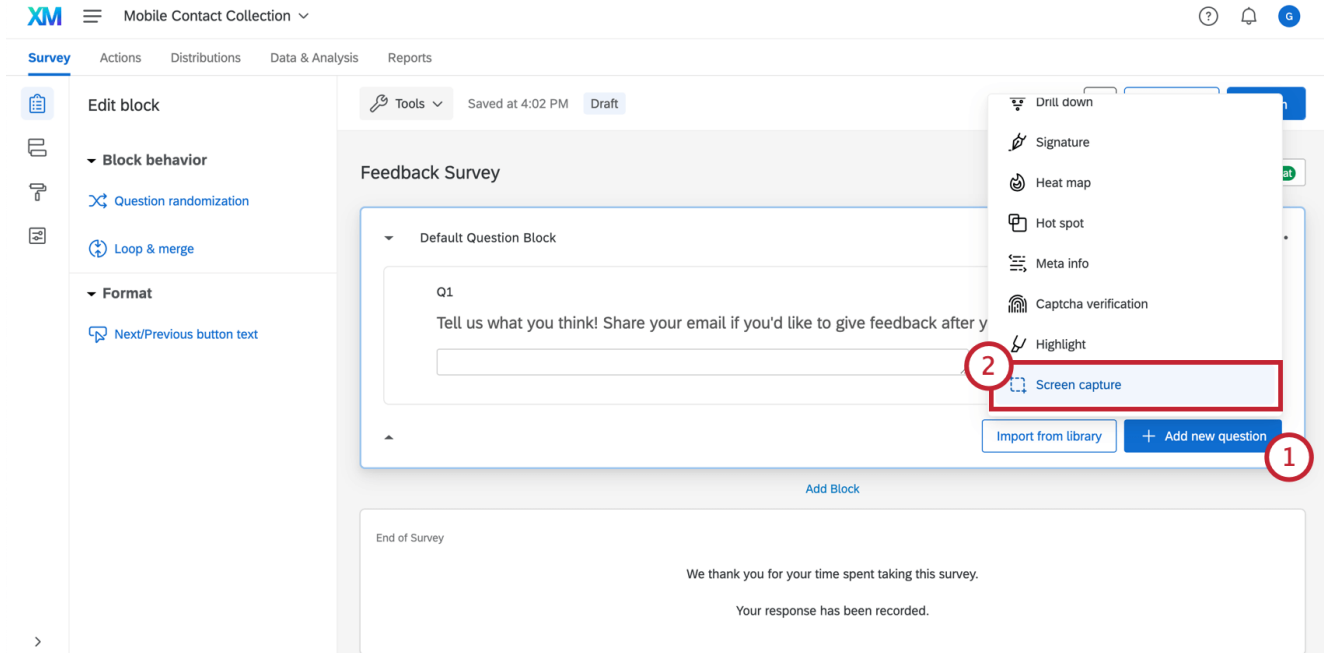 XM Mobile Contact Collection
G
Survey Actions Distributions Data & Analysis Reports
Edit block
Block behavior
Question randomization
Loop & merge
Format
Next/Previous button text
Tools Saved at 4:02 PM Draft
Feedback Survey
Default Question Block
Q1
Tell us what you think! Share your email if you'd like to give feedback after y
Drill down
Signature
Heat map
Hot spot
Meta info
Captcha verification
Highlight
2
Screen capture
Import from library + Add new question
1
Add Block
End of Survey
We thank you for your time spent taking this survey.
Your response has been recorded.